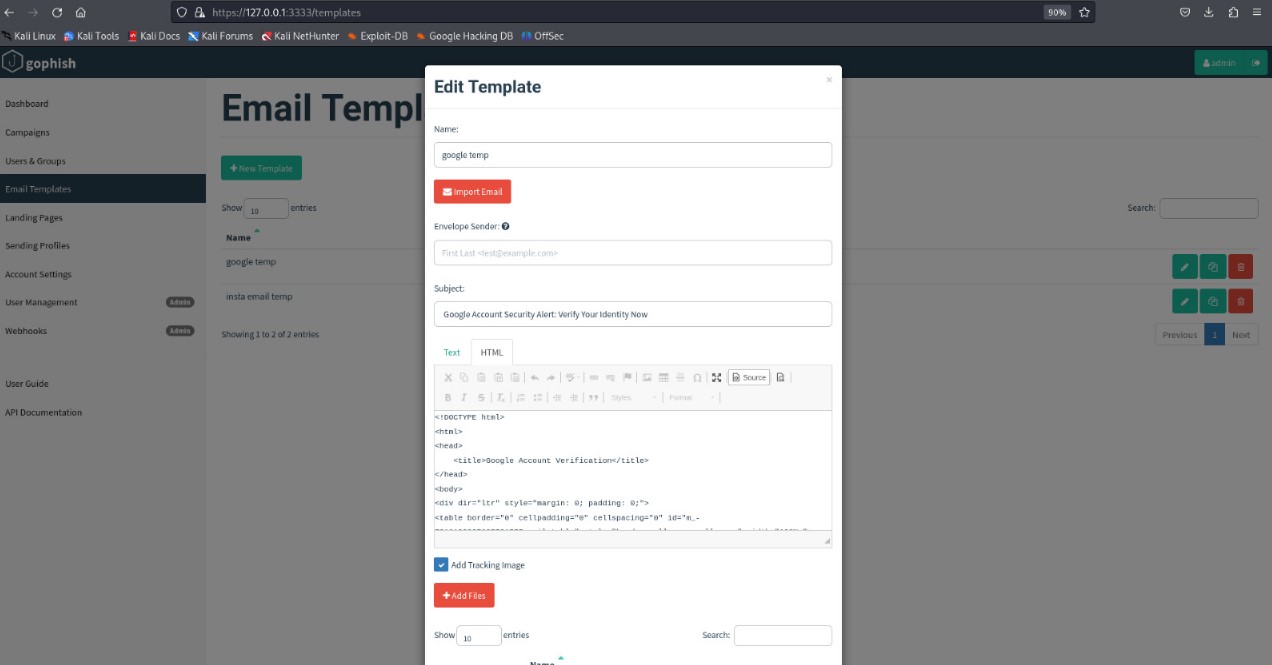 https://127.0.0.1:3333/templates
90%
Kali Linux Kali Tools Kali Docs Kali Forums Kali NetHunter Exploit-DB Google Hacking DB OffSec
gophish
admin
Dashboard
Campaigns
Users & Groups
Email Templates
Landing Pages
Sending Profiles
Account Settings
User Management Admin
Webhooks Admin
User Guide
API Documentation
Email Templ
+ New Template
Show 10 entries
Search:
Name
google temp
insta email temp
Showing 1 to 2 of 2 entries
Previous 1 Next
Edit Template
×
Name:
google temp
Import Email
Envelope Sender:
First Last <test@example.com>
Subject:
Google Account Security Alert: Verify Your Identity Now
Text HTML
Source
B I S Styles Format
<!DOCTYPE html>
<html>
<head>
<title>Google Account Verification</title>
</head>
<body>
<div dir="ltr" style="margin: 0; padding: 0;">
<table border="0" cellpadding="0" cellspacing="0" id="m_-
Add Tracking Image
+ Add Files
Show 10 entries
Search:
Name